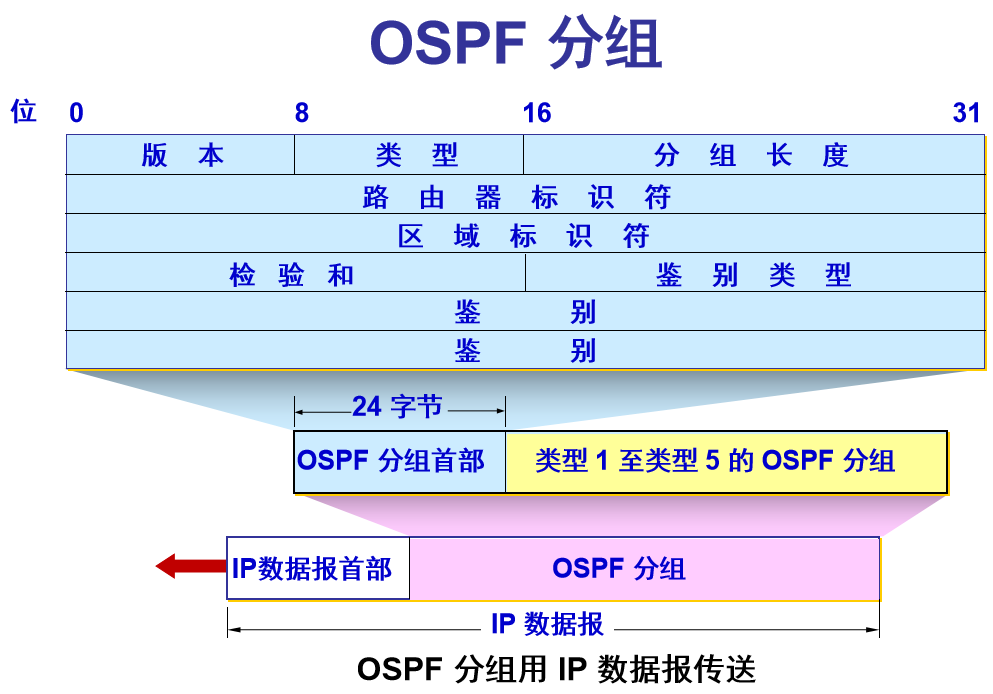 OSPF 分组
位 0 8 16 31
版 本 类 型 分 组 长 度
路 由 器 标 识 符
区 域 标 识 符
检 验 和 鉴 别 类 型
鉴 别
鉴 别
24 字节
OSPF 分组首部 类型 1 至类型 5 的 OSPF 分组
IP数据报首部 OSPF 分组
IP 数据报
OSPF 分组用 IP 数据报传送